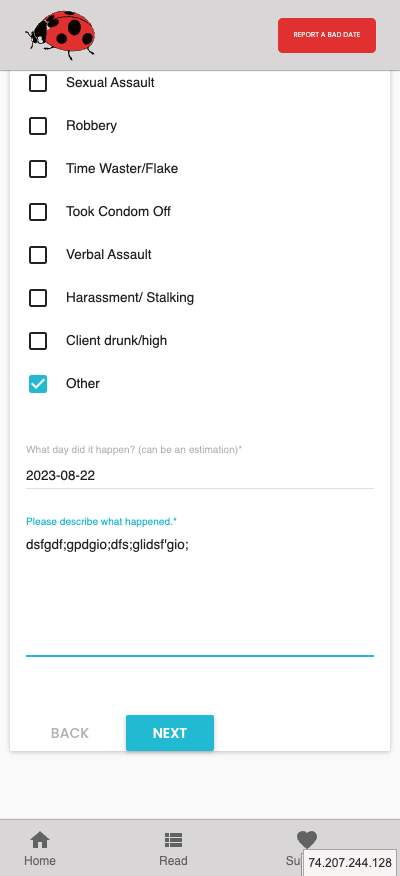 REPORT A BAD DATE
Sexual Assault
Robbery
Time Waster/Flake
Took Condom Off
Verbal Assault
Harassment/ Stalking
Client drunk/high
Other
What day did it happen? (can be an estimation)*
2023-08-22
Please describe what happened.*
dsfgdf;gpdgio;dfs;glidsf'gio;
BACK NEXT
Home Read Su
74.207.244.128